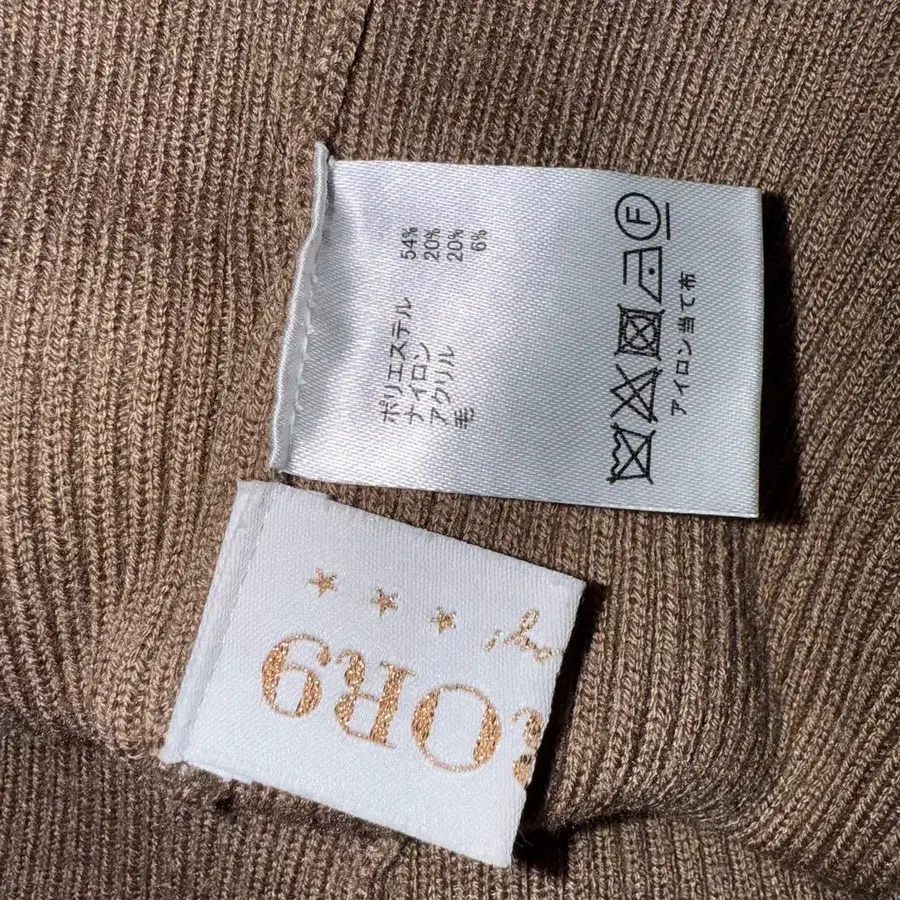 ポリエステル 54%
ナイロン 20%
アクリル 20%
毛 6%
F
アイロン当て布
OR9